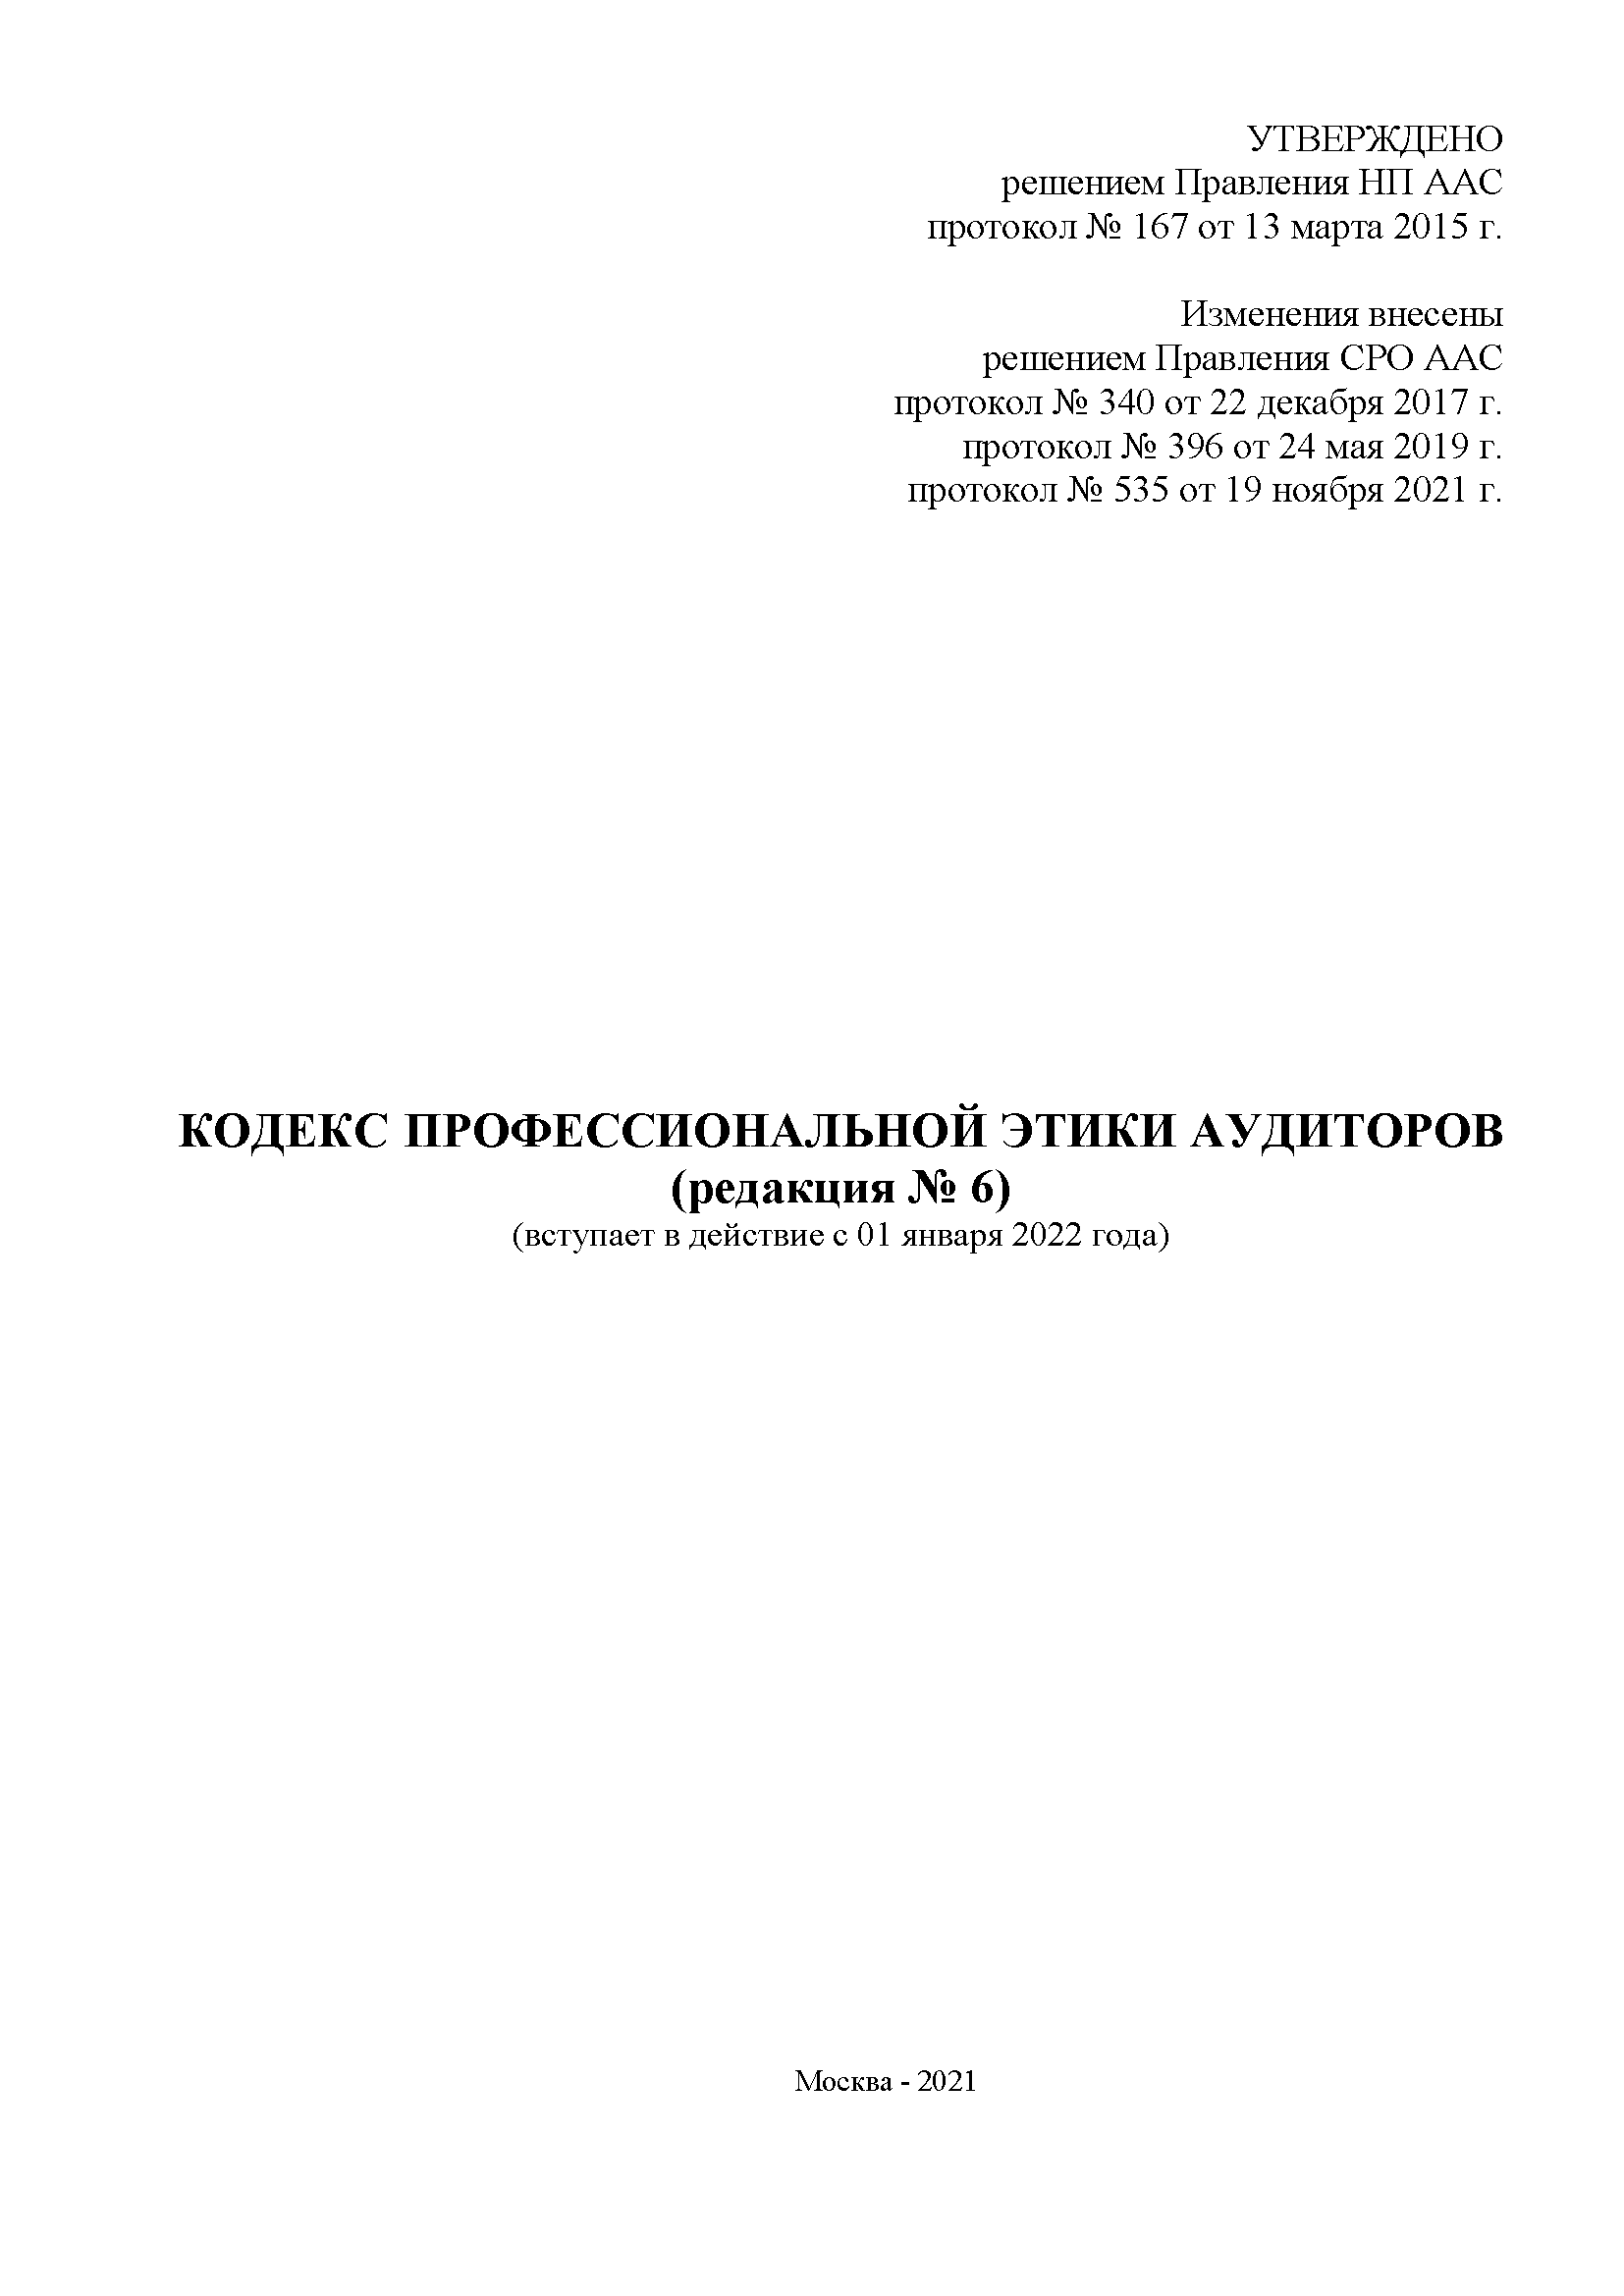 УТВЕРЖДЕНО
решением Правления НП ААС
протокол № 167 от 13 марта 2015 г.
Изменения внесены
решением Правления СРО ААС
протокол № 340 от 22 декабря 2017 г.
протокол № 396 от 24 мая 2019 г.
протокол № 535 от 19 ноября 2021 г.
КОДЕКС ПРОФЕССИОНАЛЬНОЙ ЭТИКИ АУДИТОРОВ
(редакция № 6)
(вступает в действие с 01 января 2022 года)
Москва - 2021